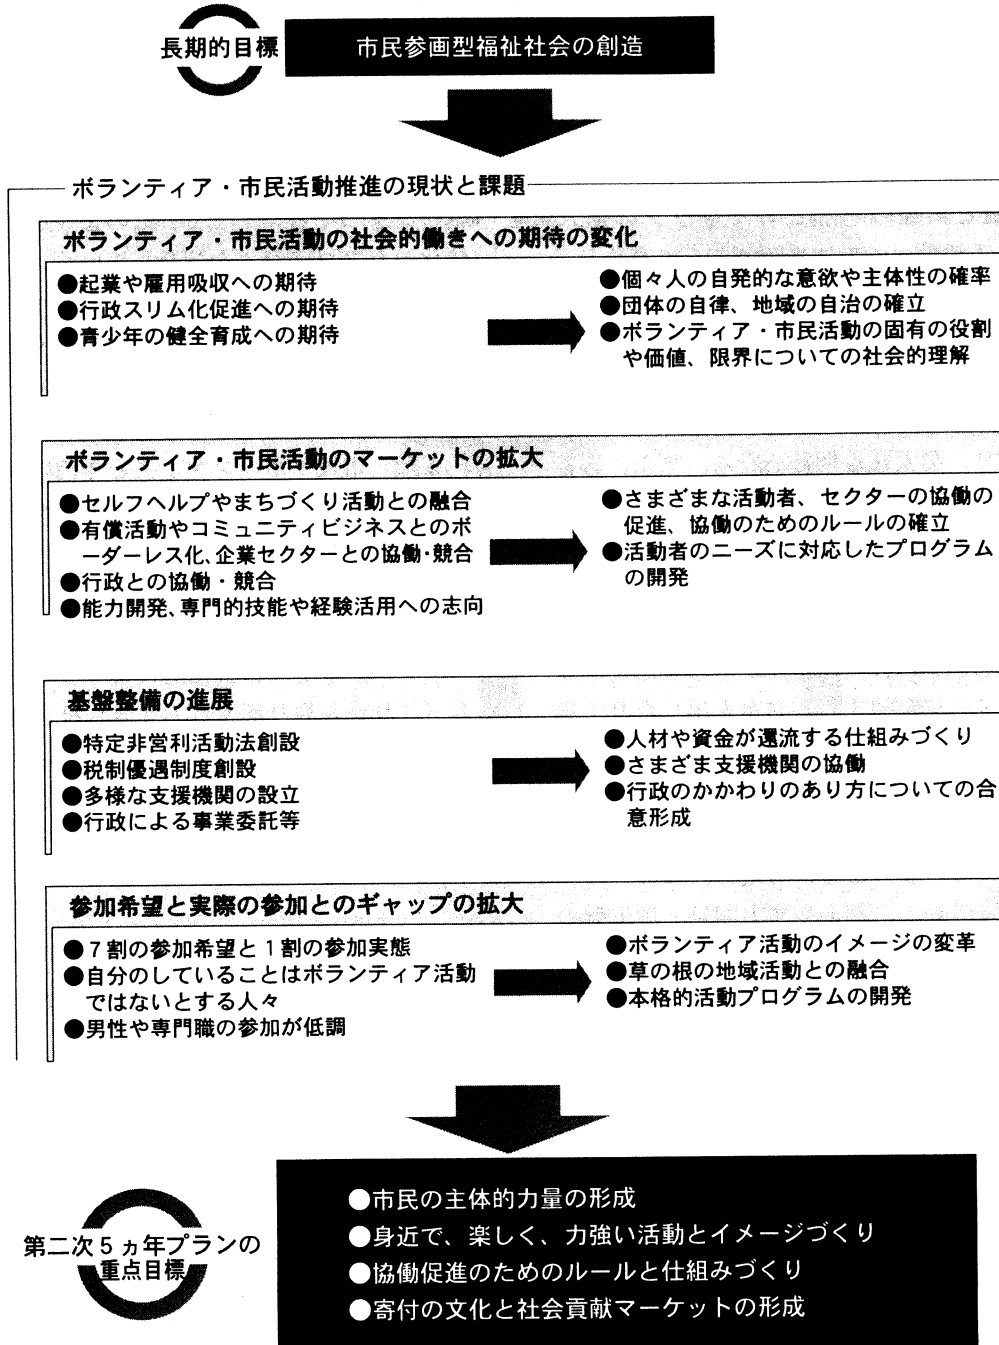 長期的目標
市民参画型福祉社会の創造
ボランティア・市民活動推進の現状と課題
ボランティア・市民活動の社会的働きへの期待の変化
●起業や雇用吸収への期待
●行政スリム化促進への期待
●青少年の健全育成への期待
●個々人の自発的な意欲や主体性の確率
●団体の自律、地域の自治の確立
●ボランティア・市民活動の固有の役割
や価値、限界についての社会的理解
ボランティア・市民活動のマーケットの拡大
●セルフヘルプやまちづくり活動との融合
●有償活動やコミュニティビジネスとのボ
ーダーレス化、企業セクターとの協働・競合
●行政との協働・競合
●能力開発、専門的技能や経験活用への志向
●さまざまな活動者、セクターの協働の
促進、協働のためのルールの確立
●活動者のニーズに対応したプログラム
の開発
基盤整備の進展
●特定非営利活動法創設
●税制優遇制度創設
●多様な支援機関の設立
●行政による事業委託等
●人材や資金が還流する仕組みづくり
●さまざま支援機関の協働
●行政のかかわりのあり方についての合
意形成
参加希望と実際の参加とのギャップの拡大
●7割の参加希望と1割の参加実態
●自分のしていることはボランティア活動
ではないとする人々
●男性や専門職の参加が低調
●ボランティア活動のイメージの変革
●草の根の地域活動との融合
●本格的活動プログラムの開発
第二次5ヵ年プランの
重点目標
●市民の主体的力量の形成
●身近で、楽しく、力強い活動とイメージづくり
●協働促進のためのルールと仕組みづくり
●寄付の文化と社会貢献マーケットの形成